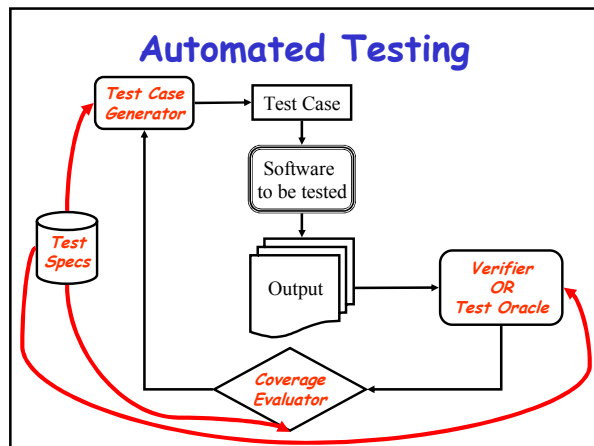 Automated Testing
Test Case
Generator
Test Case
Software
to be tested
Test
Specs
Output
Verifier
OR
Test Oracle
Coverage
Evaluator